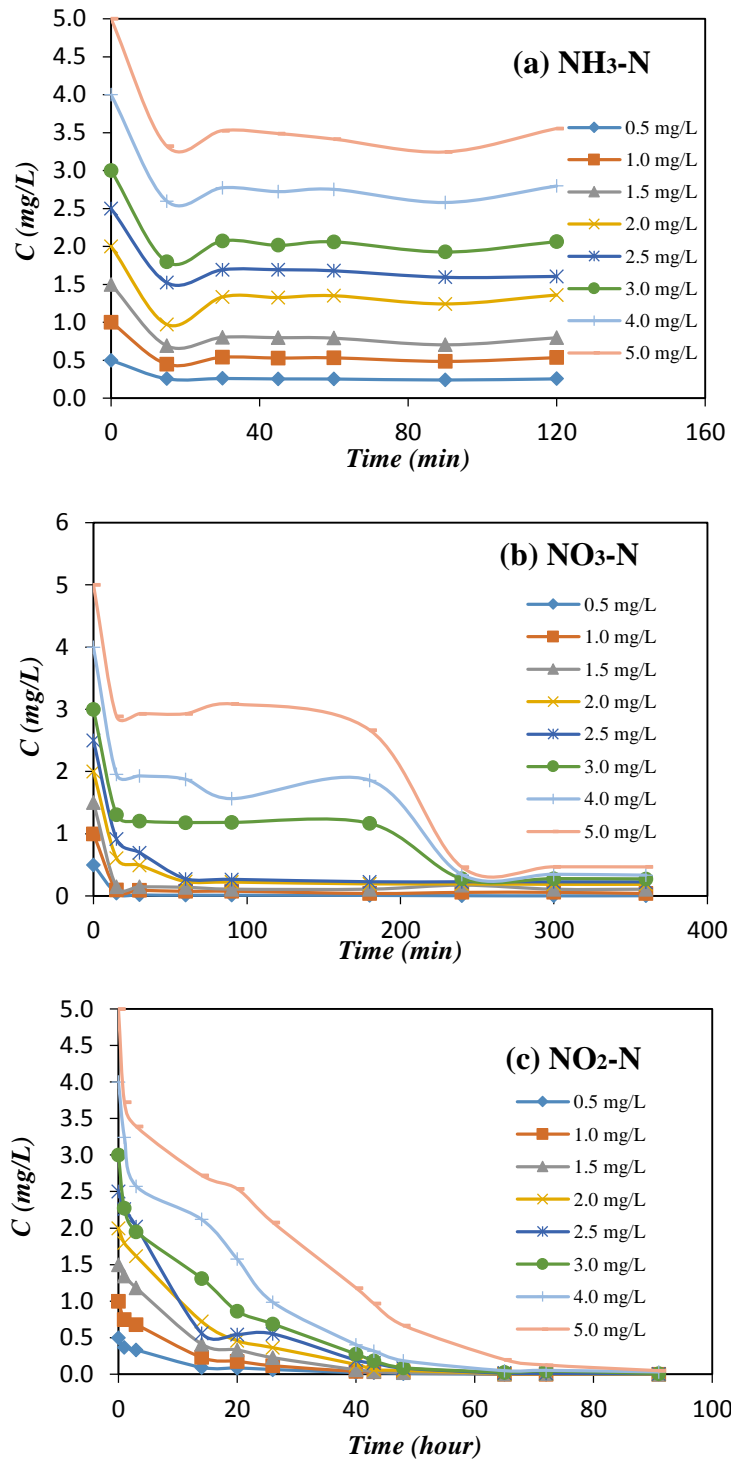 (a) NH₃-N
C (mg/L)
5.0
4.5
4.0
3.5
3.0
2.5
2.0
1.5
1.0
0.5
0.0
0 40 80 120 160
Time (min)
0.5 mg/L
1.0 mg/L
1.5 mg/L
2.0 mg/L
2.5 mg/L
3.0 mg/L
4.0 mg/L
5.0 mg/L
(b) NO₃-N
C (mg/L)
6
5
4
3
2
1
0
0 100 200 300 400
Time (min)
0.5 mg/L
1.0 mg/L
1.5 mg/L
2.0 mg/L
2.5 mg/L
3.0 mg/L
4.0 mg/L
5.0 mg/L
(c) NO₂-N
C (mg/L)
5.0
4.5
4.0
3.5
3.0
2.5
2.0
1.5
1.0
0.5
0.0
0 20 40 60 80 100
Time (hour)
0.5 mg/L
1.0 mg/L
1.5 mg/L
2.0 mg/L
2.5 mg/L
3.0 mg/L
4.0 mg/L
5.0 mg/L